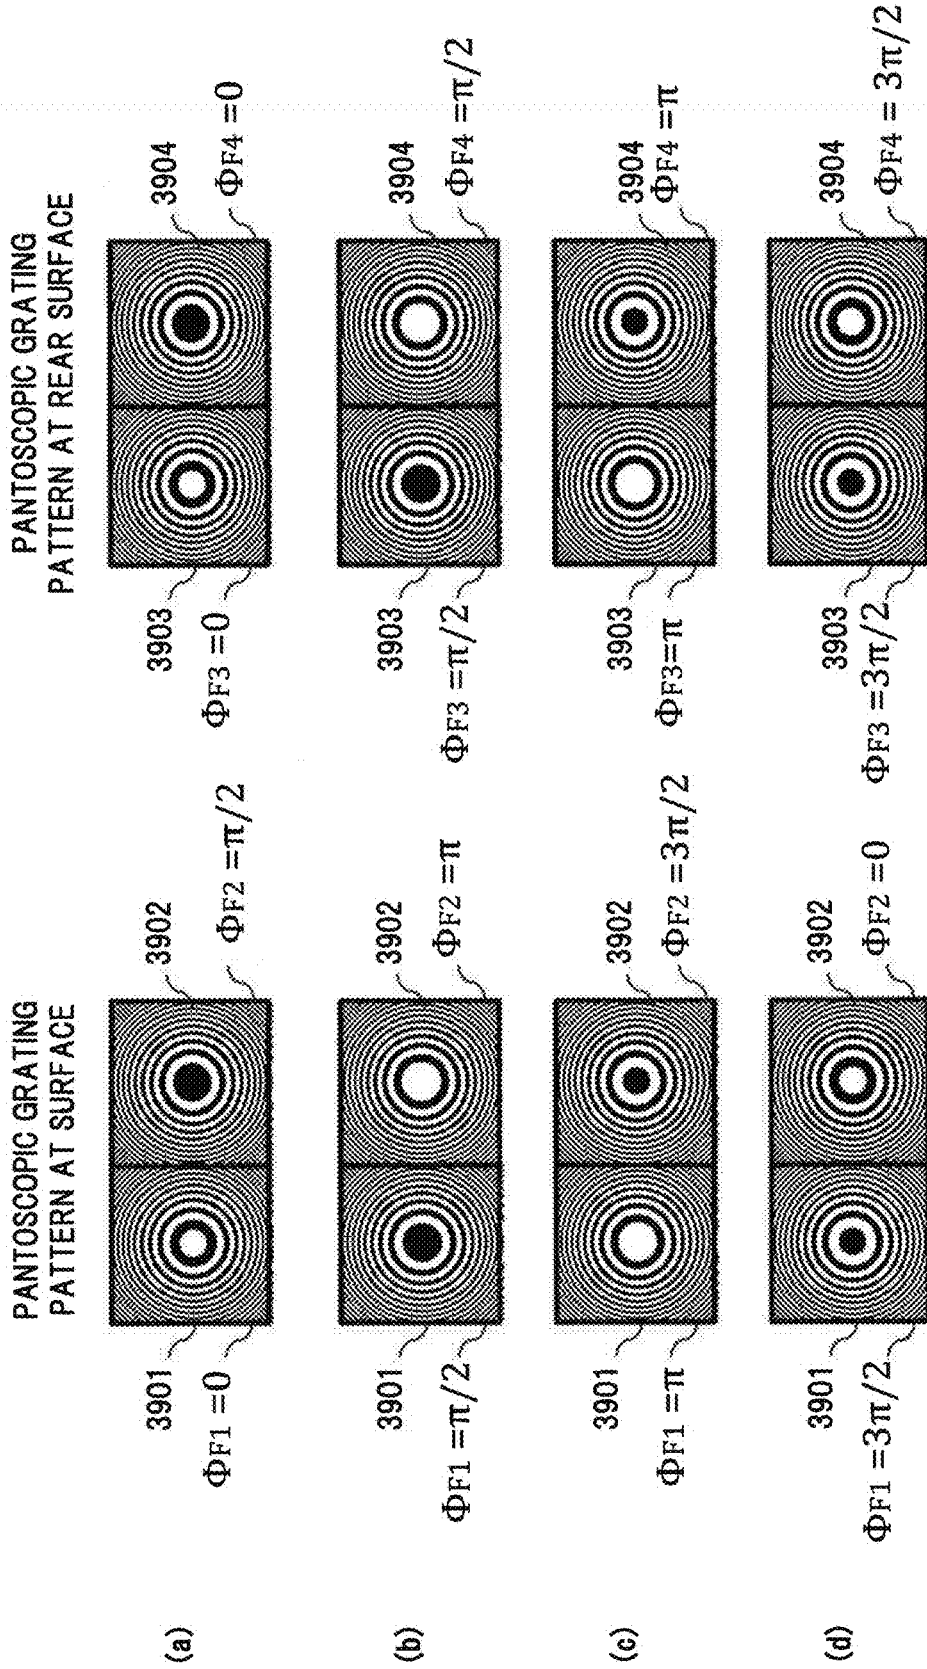 PANTOSCOPIC GRATING
PATTERN AT SURFACE
PANTOSCOPIC GRATING
PATTERN AT REAR SURFACE
(a)
3901
ΦF1 =0
3902
ΦF2 =π/2
3903
ΦF3 =0
3904
ΦF4 =0
(b)
3901
ΦF1 =π/2
3902
ΦF2 =π
3903
ΦF3 =π/2
3904
ΦF4 =π/2
(c)
3901
ΦF1 =π
3902
ΦF2 =3π/2
3903
ΦF3=π
3904
ΦF4 =π
(d)
3901
ΦF1 =3π/2
3902
ΦF2 =0
3903
ΦF3 =3π/2
3904
ΦF4 = 3π/2